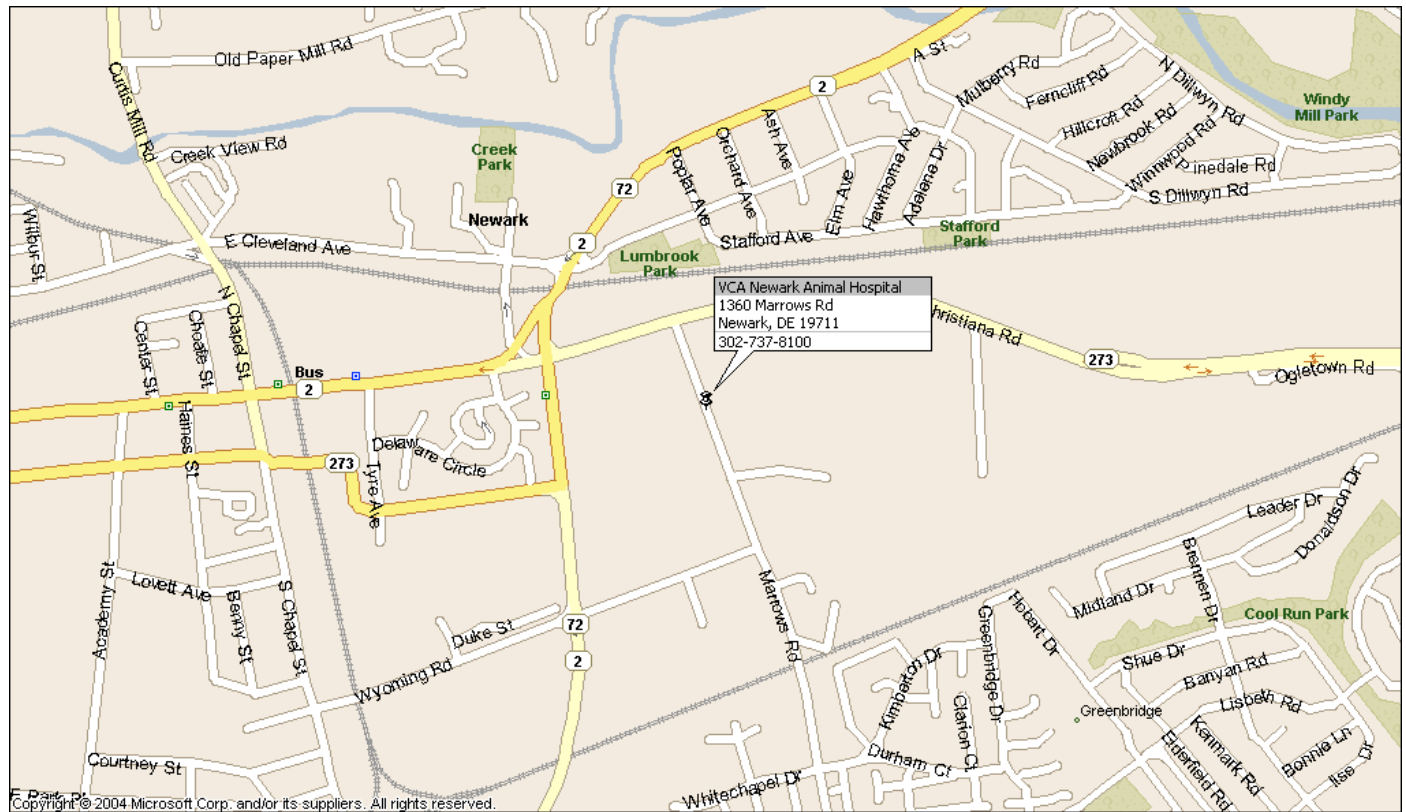 Old Paper Mill Rd
Curtis Mill Rd
Creek View Rd
Creek
Park
Newark
Wilbur St
E Cleveland Ave
N Chapel St
2
72
2
A St
Mulberry Rd
Ferncliff Rd
N Dillwyn Rd
Windy
Mill Park
Hillcroft Rd
Newbrook Rd
Winnwood Rd
Pinedale Rd
S Dillwyn Rd
Poplar Ave
Orchard Ave
Ash Ave
Elm Ave
Hawthorne Ave
Adelene Dr
Stafford Ave
Stafford
Park
Lumbrook
Park
VCA Newark Animal Hospital
1360 Marrows Rd
Newark, DE 19711
302-737-8100
hristiana Rd
273
Ogletown Rd
Center St
Choate St
Bus
2
Haines St
Delaware Circle
Tyre Ave
273
Academy St
Lovett Ave
Benny St
S Chapel St
Duke St
Wyoming Rd
72
2
Marrows Rd
Courtney St
E Park Pl
Whitechapel Dr
Kimberton Dr
Durham Ct
Clarion Ct
Greenbridge Dr
Hobart Dr
Midland Dr
Leader Dr
Donaldson Dr
Brennen Dr
Cool Run Park
Shue Dr
Banyan Rd
Lisbeth Rd
Greenbridge
Elderfield Rd
Kenmark Rd
Bonnie Ln
Ilse Dr
Copyright © 2004 Microsoft Corp. and/or its suppliers. All rights reserved.